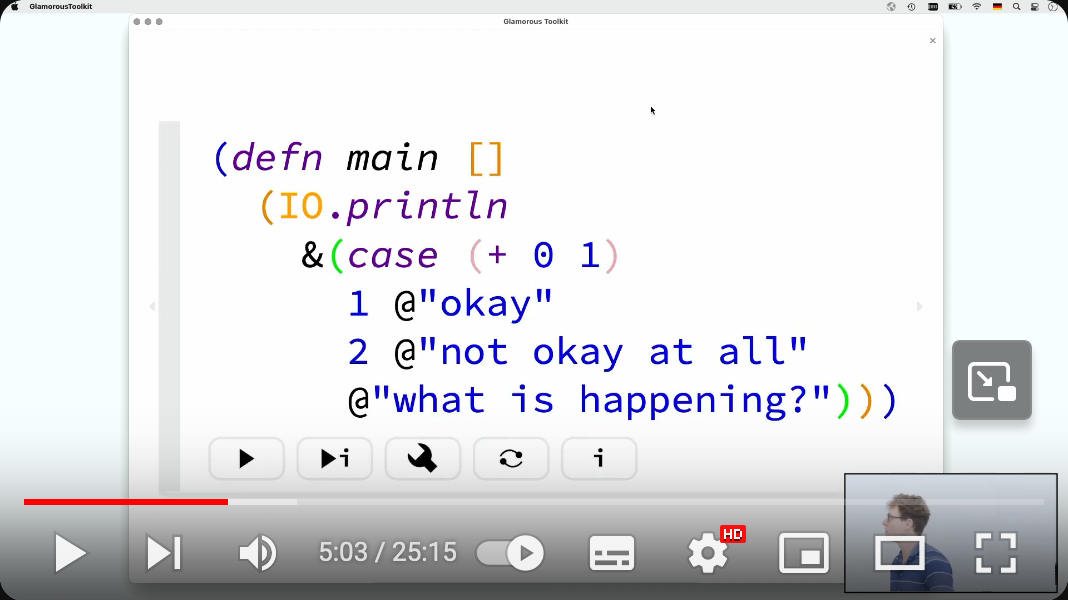 GlamorousToolkit
Glamorous Toolkit
(defn main []
(IO.println
&(case (+ 0 1)
1 @"okay"
2 @"not okay at all"
@"what is happening?")))
i
i
HD
5:03 / 25:15